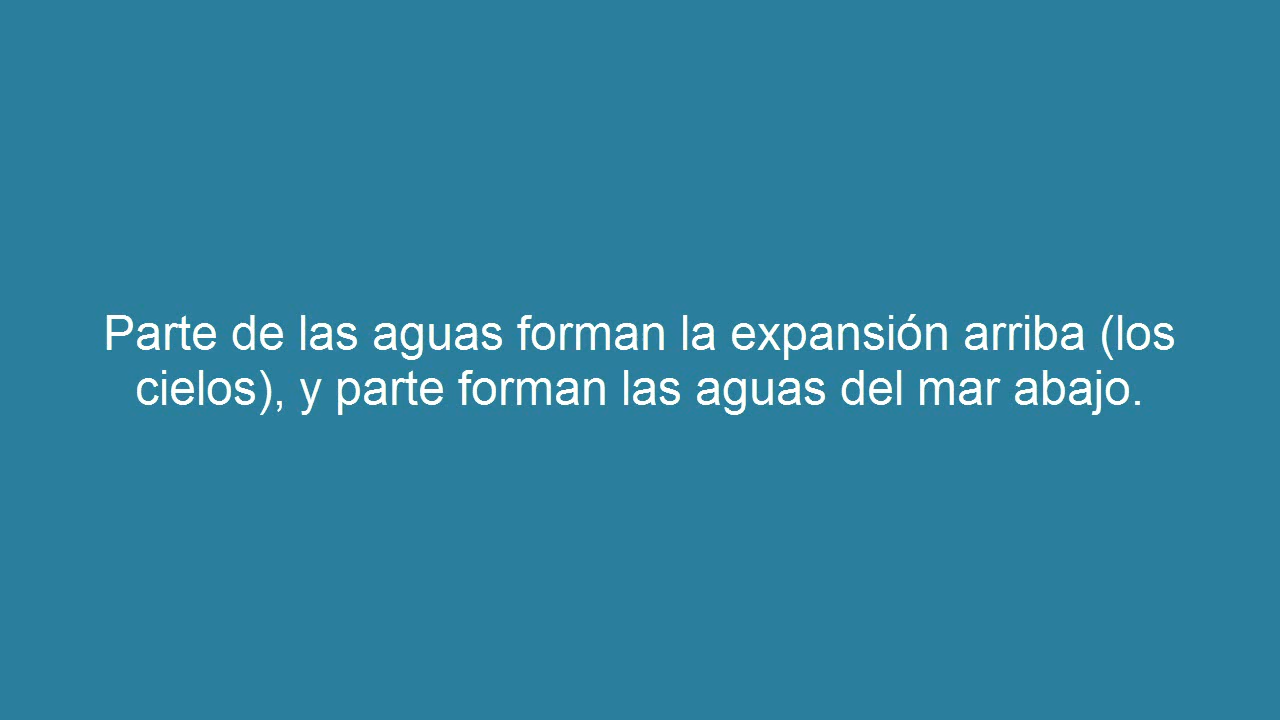 Parte de las aguas forman la expansión arriba (los
cielos), y parte forman las aguas del mar abajo.